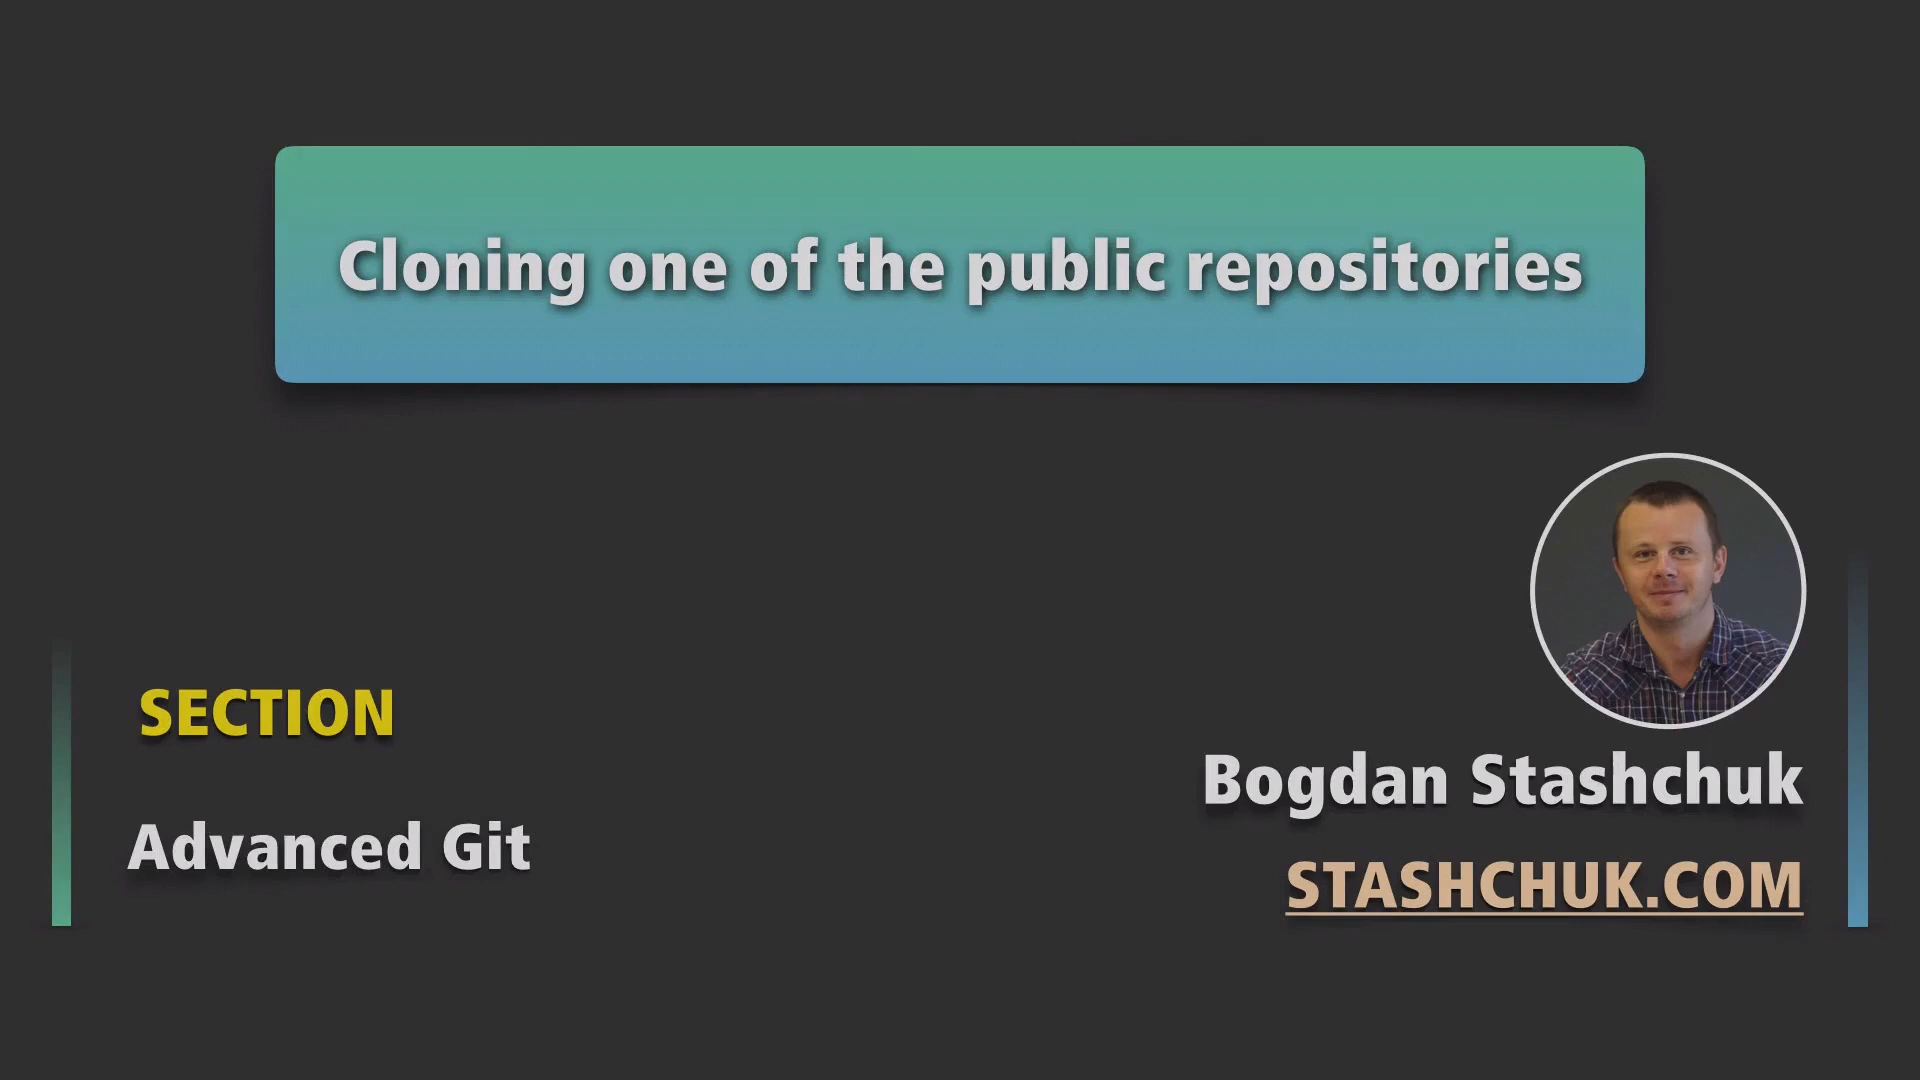 Cloning one of the public repositories
SECTION
Advanced Git
Bogdan Stashchuk
STASHCHUK.COM